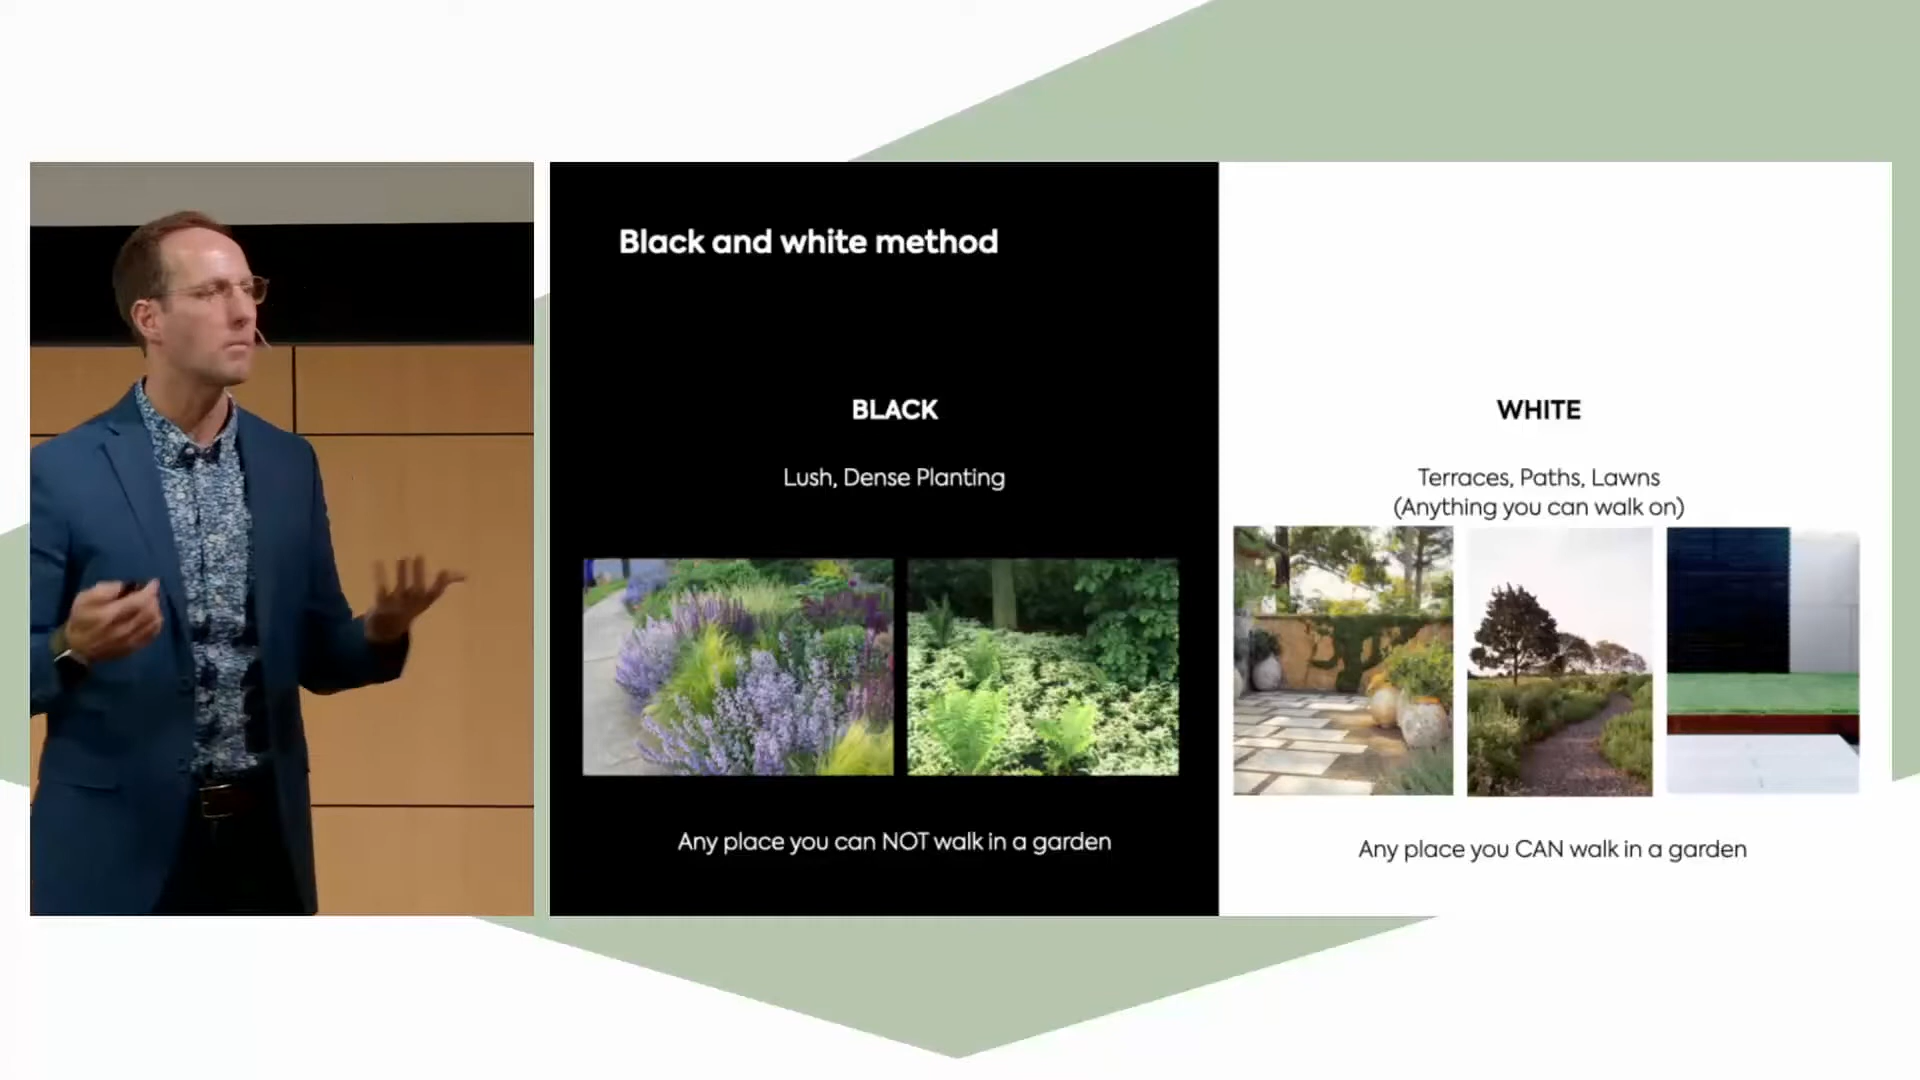 Black and white method
BLACK
Lush, Dense Planting
Any place you can NOT walk in a garden
WHITE
Terraces, Paths, Lawns
(Anything you can walk on)
Any place you CAN walk in a garden